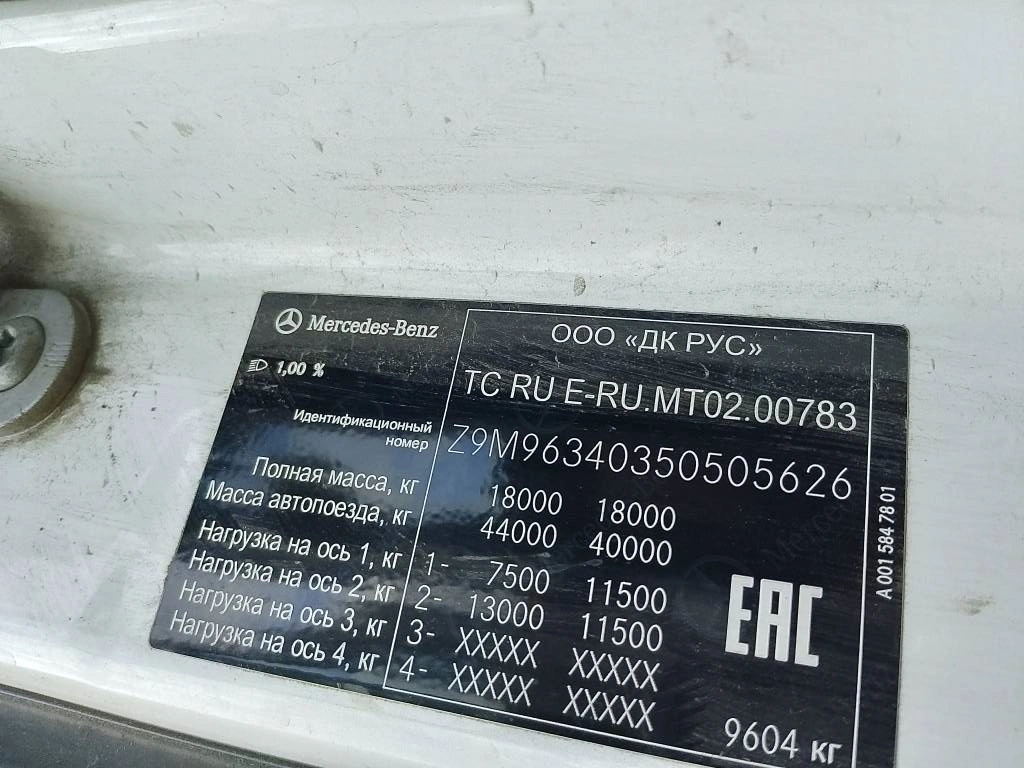 Mercedes-Benz
ООО «ДК РУС»
1,00 %
TC RU E-RU.MT02.00783
Идентификационный
номер
Z9M96340350505626
Полная масса, кг 18000 18000
Масса автопоезда, кг 44000 40000
Нагрузка на ось 1, кг 1- 7500 11500
Нагрузка на ось 2, кг 2- 13000 11500
Нагрузка на ось 3, кг 3- XXXXX XXXXX
Нагрузка на ось 4, кг 4- XXXXX XXXXX
EAC
9604 кг
A 001 584 78 01